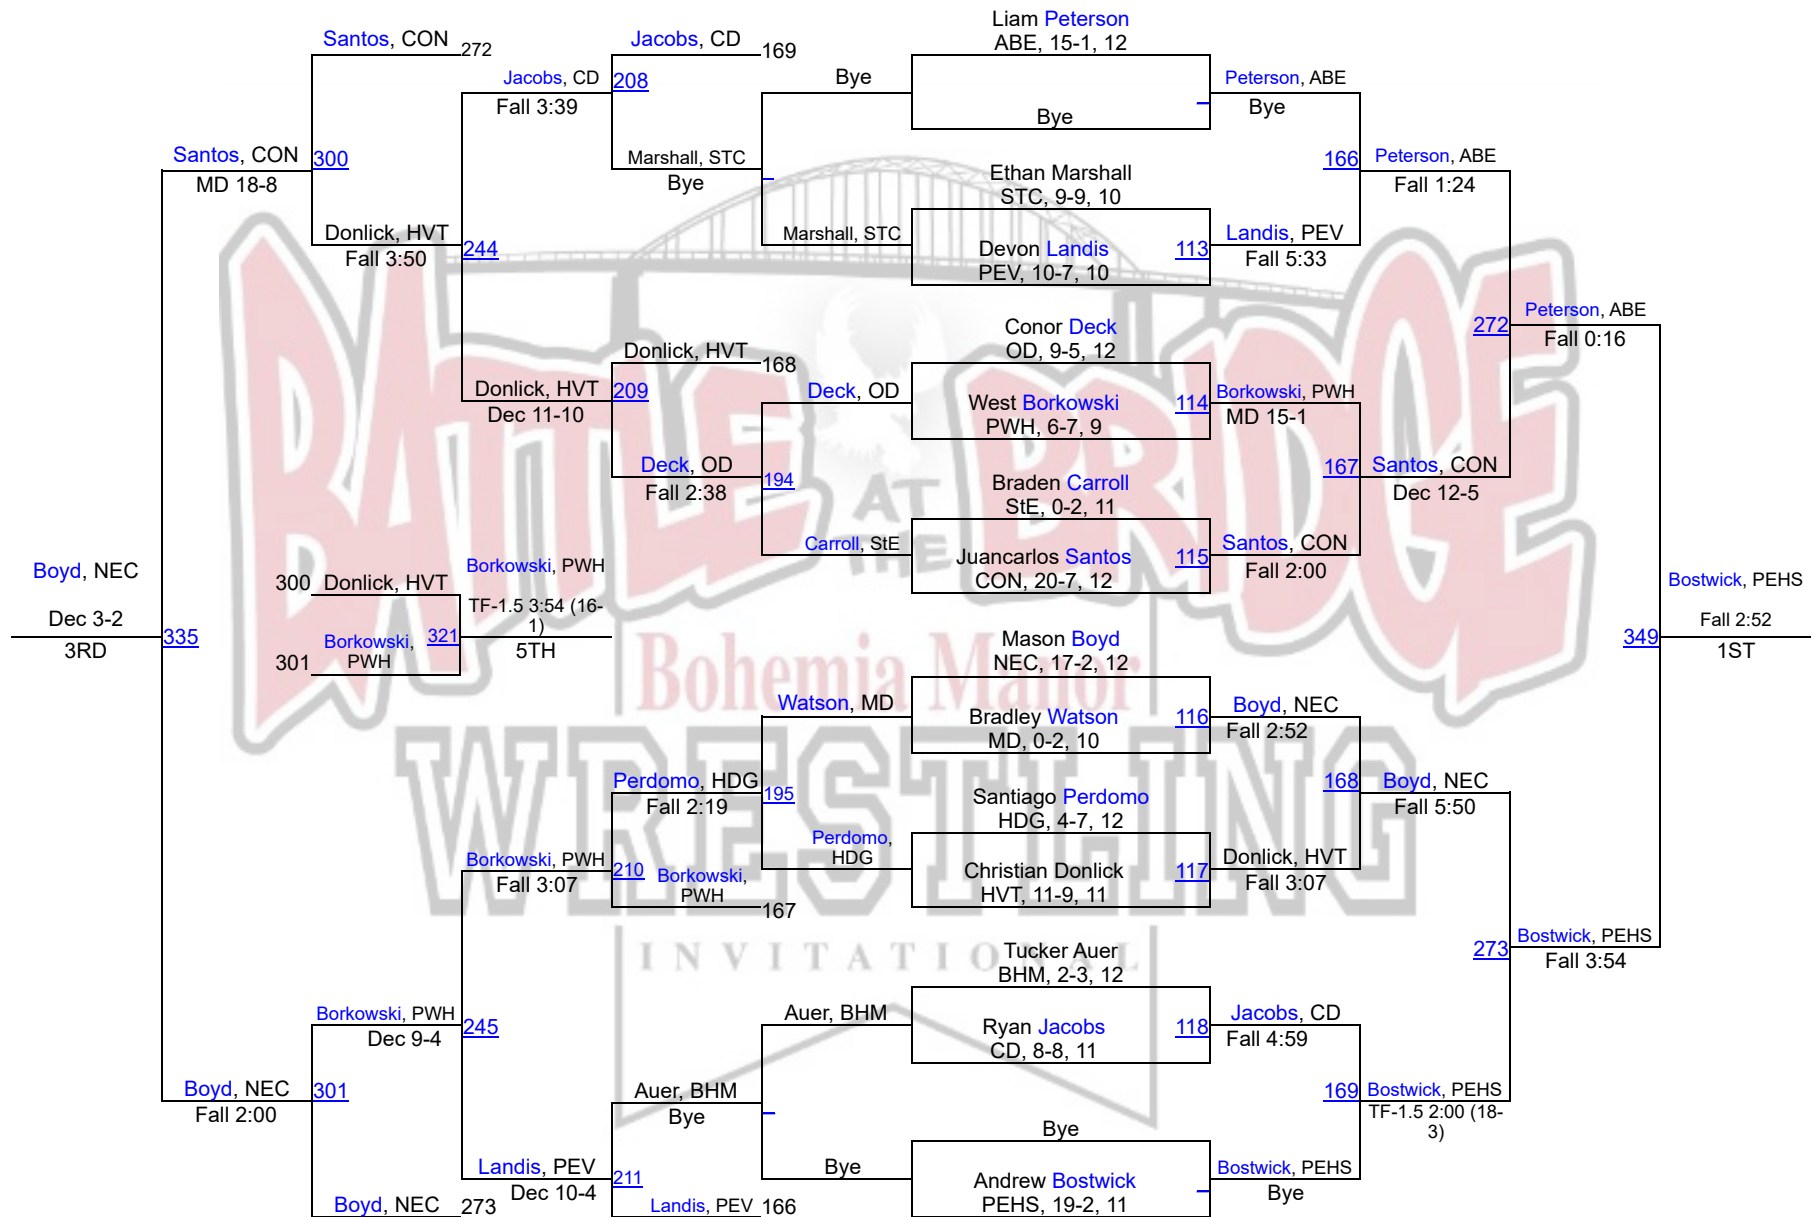 Liam Peterson
ABE, 15-1, 12
Santos, CON
272
Jacobs, CD
169
Bye
Jacobs, CD
208
Fall 3:39
Peterson, ABE
Bye
Bye
Santos, CON
300
MD 18-8
Marshall, STC
Bye
Ethan Marshall
STC, 9-9, 10
166
Peterson, ABE
Fall 1:24
Donlick, HVT
244
Fall 3:50
Marshall, STC
Devon Landis
PEV, 10-7, 10
113
Landis, PEV
Fall 5:33
Conor Deck
OD, 9-5, 12
272
Peterson, ABE
Fall 0:16
Donlick, HVT
168
Donlick, HVT
209
Dec 11-10
Deck, OD
West Borkowski
PWH, 6-7, 9
114
Borkowski, PWH
MD 15-1
Deck, OD
194
Fall 2:38
Braden Carroll
StE, 0-2, 11
167
Santos, CON
Dec 12-5
Carroll, StE
Juancarlos Santos
CON, 20-7, 12
115
Santos, CON
Fall 2:00
BATTLE
AT
THE
BRIDGE
Boyd, NEC
Dec 3-2
3RD
335
300
Donlick, HVT
Borkowski, PWH
TF-1.5 3:54 (16-
1)
5TH
321
Borkowski,
PWH
301
Bostwick, PEHS
Fall 2:52
1ST
349
Bohemia Manor
WRESTLING
INVITATIONAL
Mason Boyd
NEC, 17-2, 12
Watson, MD
Bradley Watson
MD, 0-2, 10
116
Boyd, NEC
Fall 2:52
Perdomo, HDG
195
Fall 2:19
Santiago Perdomo
HDG, 4-7, 12
168
Boyd, NEC
Fall 5:50
Perdomo,
HDG
Borkowski, PWH
210
Fall 3:07
Borkowski,
PWH
167
Christian Donlick
HVT, 11-9, 11
117
Donlick, HVT
Fall 3:07
Tucker Auer
BHM, 2-3, 12
273
Bostwick, PEHS
Fall 3:54
Borkowski, PWH
245
Dec 9-4
Auer, BHM
Ryan Jacobs
CD, 8-8, 11
118
Jacobs, CD
Fall 4:59
Boyd, NEC
301
Fall 2:00
Auer, BHM
Bye
169
Bostwick, PEHS
TF-1.5 2:00 (18-
3)
Bye
Landis, PEV
211
Dec 10-4
Bye
Andrew Bostwick
PEHS, 19-2, 11
Bostwick, PEHS
Bye
Boyd, NEC
273
Landis, PEV
166